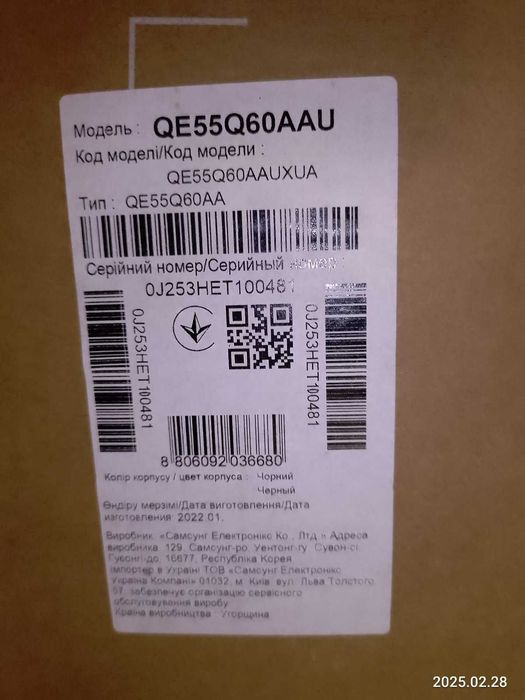 Модель : QE55Q60AAU
Код моделі/Код модели :
QE55Q60AAUXUA
Тип : QE55Q60AA
Серійний номер/Серийный номер :
0J253HET100481
0J253HET100481
0J253HET100481
8 806092 036680
Колір корпусу / цвет корпуса : Чорний
Черный
Өндіру мерзімі/Дата виготовлення/Дата
изготовления 2022.01.
Виробник: «Самсунг Електронікс Ко., Лтд.» Адреса
виробника: 129, Самсунг-ро, Йонтонг-гу, Сувон-сі,
16677, Республіка Корея
Імпортер в Україні ТОВ «Самсунг Електронікс
Україна Компані» 01032, м. Київ, вул. Льва Толстого,
57, забезпечує організацію сервісного
обслуговування виробу
Країна виробництва : Угорщина
2025.02.28